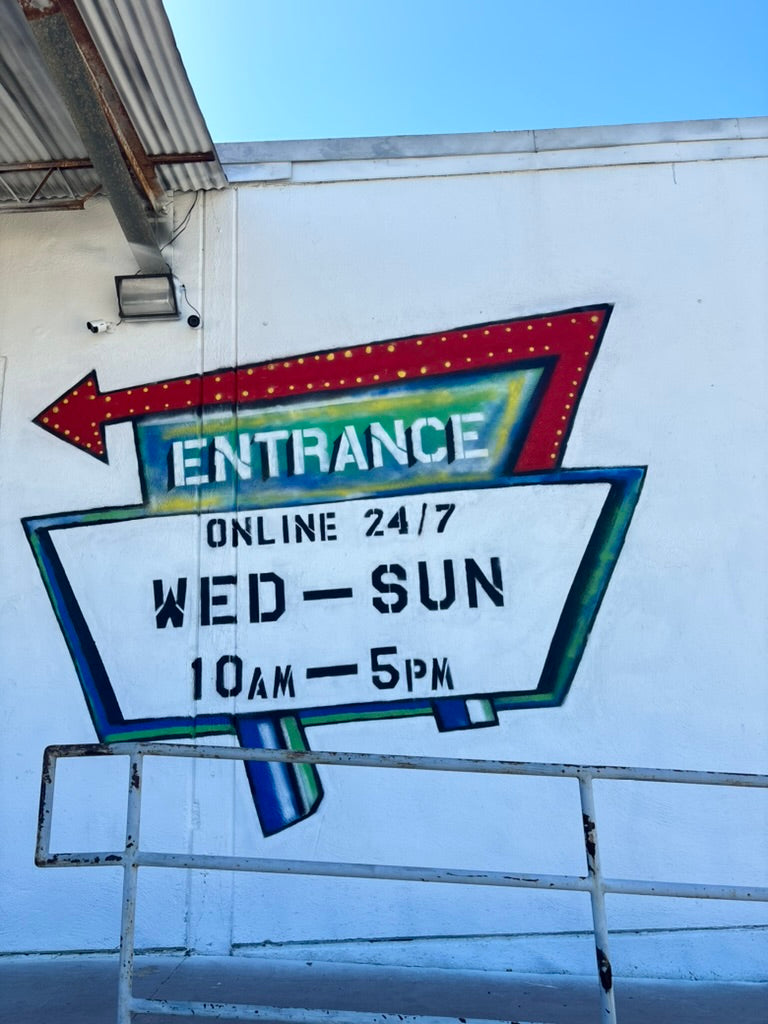 ENTRANCE
ONLINE 24/7
WED — SUN
10AM — 5PM